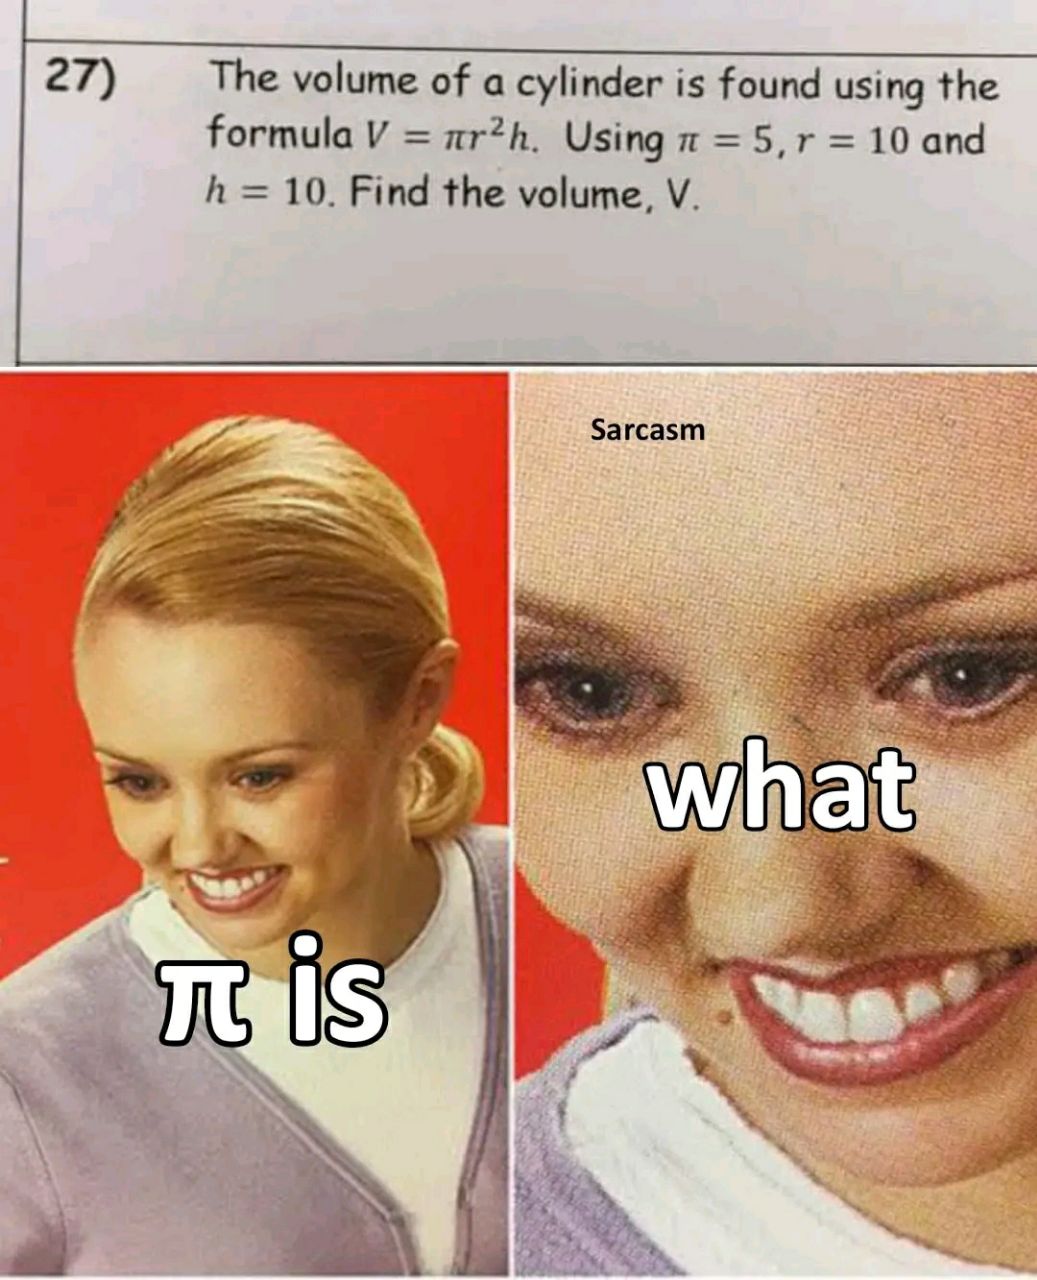 27) The volume of a cylinder is found using the
formula V = πr²h. Using π = 5, r = 10 and
h = 10. Find the volume, V.
Sarcasm
what
π is